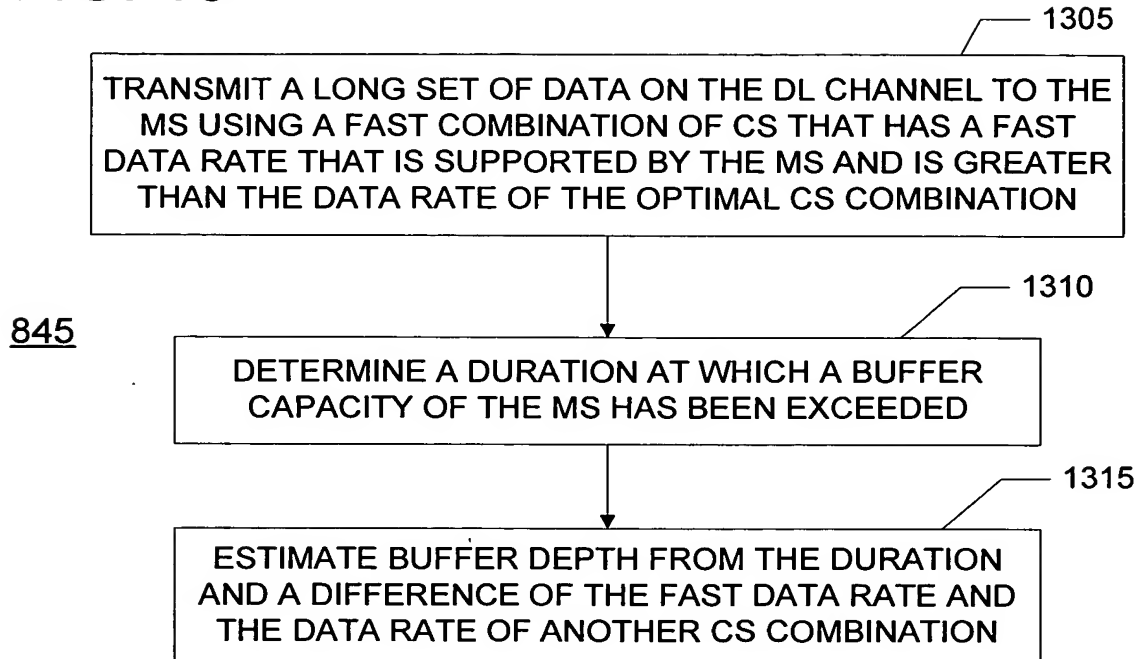 1305
TRANSMIT A LONG SET OF DATA ON THE DL CHANNEL TO THE
MS USING A FAST COMBINATION OF CS THAT HAS A FAST
DATA RATE THAT IS SUPPORTED BY THE MS AND IS GREATER
THAN THE DATA RATE OF THE OPTIMAL CS COMBINATION
1310
845
DETERMINE A DURATION AT WHICH A BUFFER
CAPACITY OF THE MS HAS BEEN EXCEEDED
1315
ESTIMATE BUFFER DEPTH FROM THE DURATION
AND A DIFFERENCE OF THE FAST DATA RATE AND
THE DATA RATE OF ANOTHER CS COMBINATION